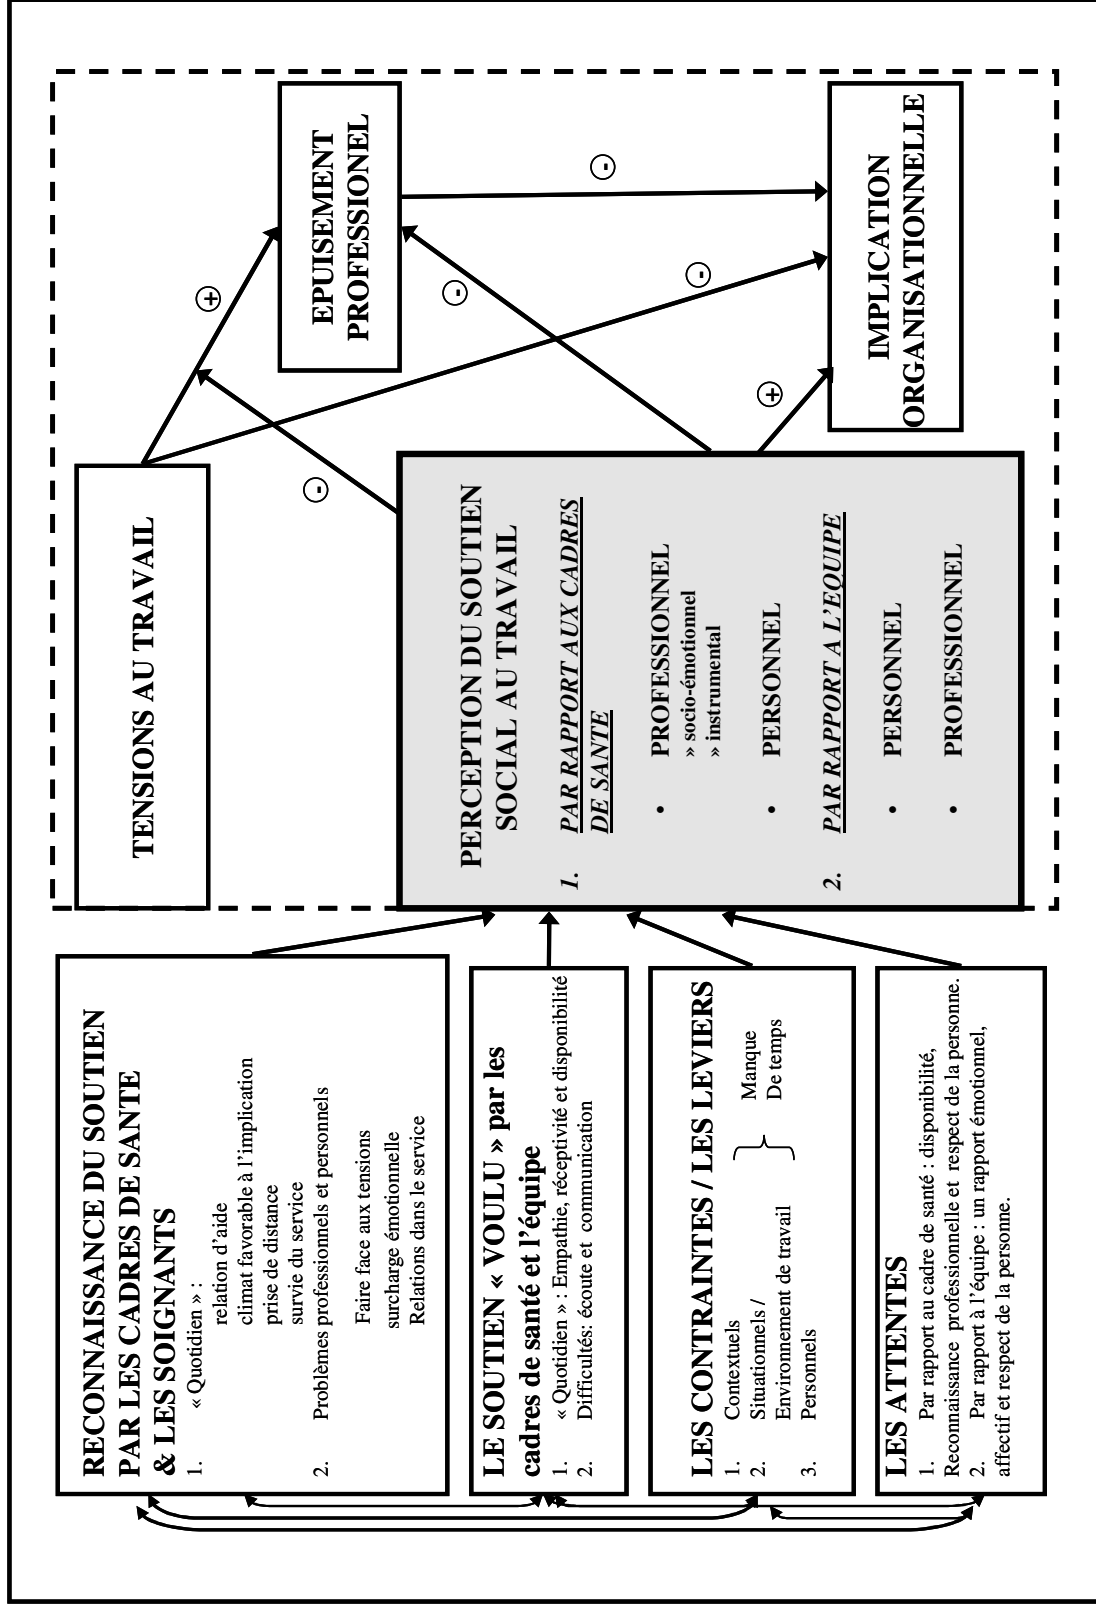 RECONNAISSANCE DU SOUTIEN
PAR LES CADRES DE SANTE
& LES SOIGNANTS
1. « Quotidien » :
relation d'aide
climat favorable à l'implication
prise de distance
survie du service
2. Problèmes professionnels et personnels
Faire face aux tensions
surcharge émotionnelle
Relations dans le service
LE SOUTIEN « VOULU » par les
cadres de santé et l'équipe
1. « Quotidien » : Empathie, réceptivité et disponibilité
2. Difficultés: écoute et communication
LES CONTRAINTES / LES LEVIERS
1. Contextuels
2. Situationnels /
Environnement de travail
3. Personnels
Manque
De temps
LES ATTENTES
1. Par rapport au cadre de santé : disponibilité,
Reconnaissance professionnelle et respect de la personne.
2. Par rapport à l'équipe : un rapport émotionnel,
affectif et respect de la personne.
TENSIONS AU TRAVAIL
PERCEPTION DU SOUTIEN
SOCIAL AU TRAVAIL
1. PAR RAPPORT AUX CADRES
DE SANTE
• PROFESSIONNEL
» socio-émotionnel
» instrumental
• PERSONNEL
2. PAR RAPPORT A L'EQUIPE
• PERSONNEL
• PROFESSIONNEL
EPUISEMENT
PROFESSIONEL
IMPLICATION
ORGANISATIONNELLE
+
-
-
-
-
+